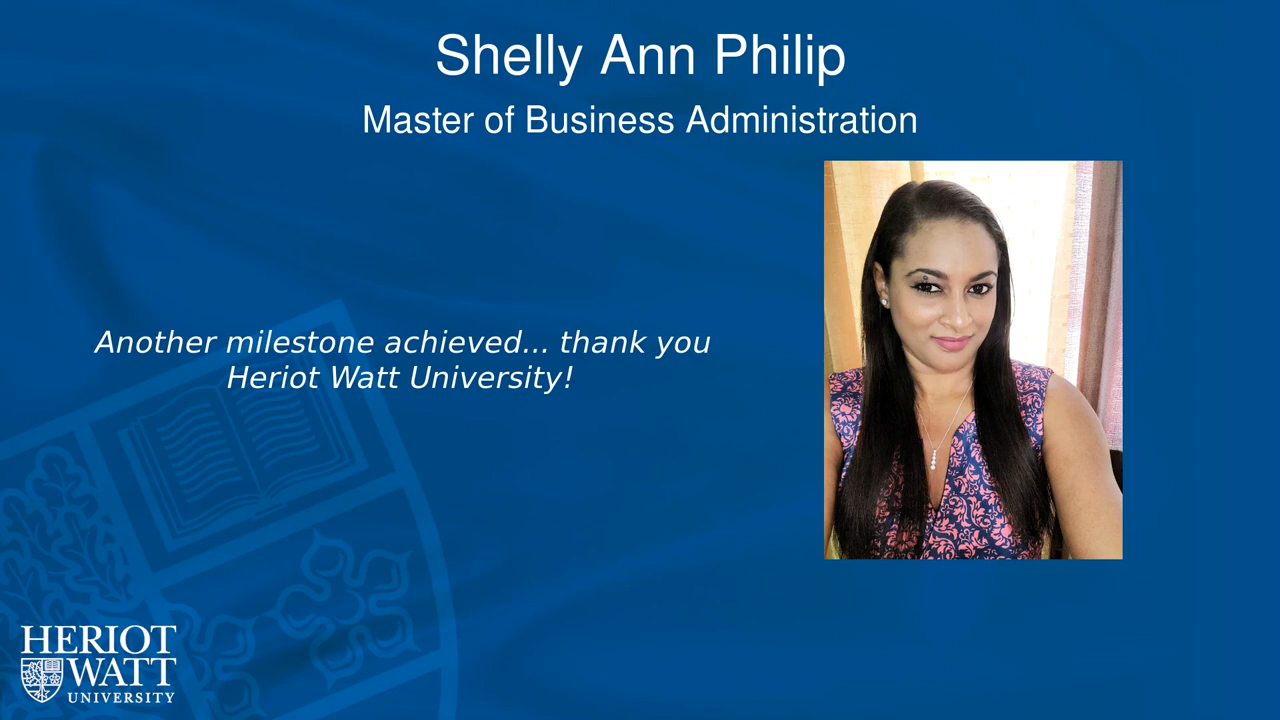 Shelly Ann Philip
Master of Business Administration
Another milestone achieved... thank you
Heriot Watt University!
HERIOT
WATT
UNIVERSITY